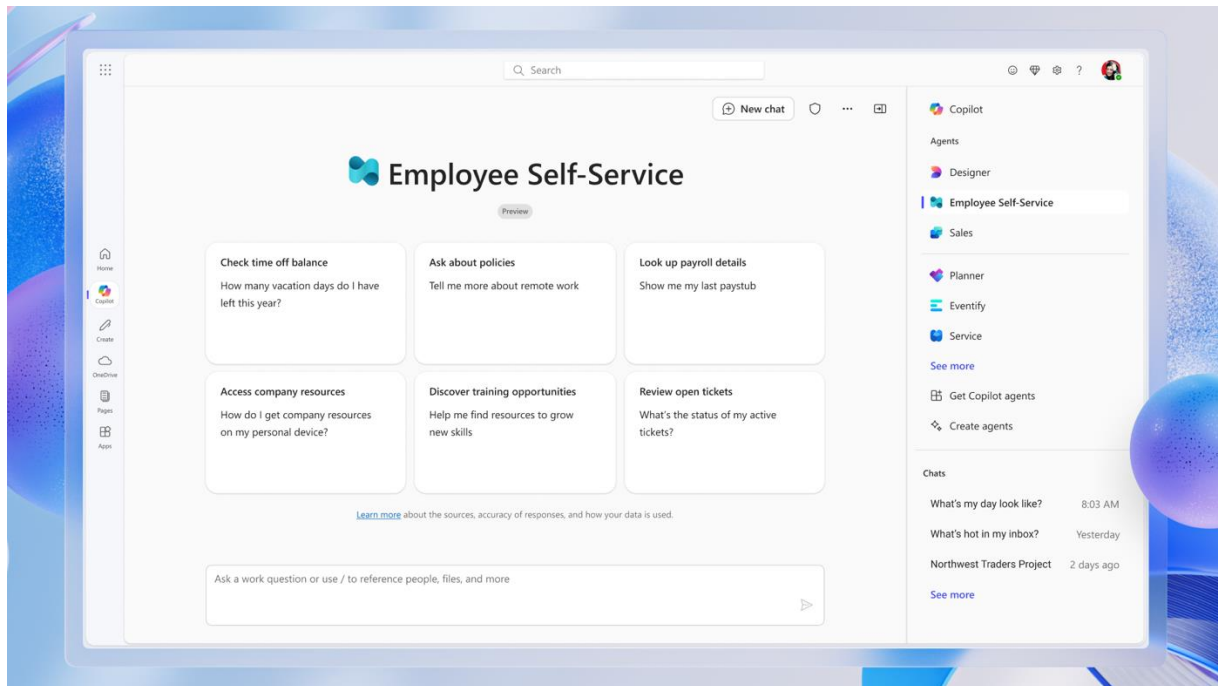 Search
New chat
Employee Self-Service
Preview
Check time off balance
How many vacation days do I have
left this year?
Ask about policies
Tell me more about remote work
Look up payroll details
Show me my last paystub
Access company resources
How do I get company resources
on my personal device?
Discover training opportunities
Help me find resources to grow
new skills
Review open tickets
What's the status of my active
tickets?
Learn more about the sources, accuracy of responses, and how your data is used.
Ask a work question or use / to reference people, files, and more
Home
Copilot
Create
OneDrive
Pages
Apps
Copilot
Agents
Designer
Employee Self-Service
Sales
Planner
Eventify
Service
See more
Get Copilot agents
Create agents
Chats
What's my day look like? 8:03 AM
What's hot in my inbox? Yesterday
Northwest Traders Project 2 days ago
See more